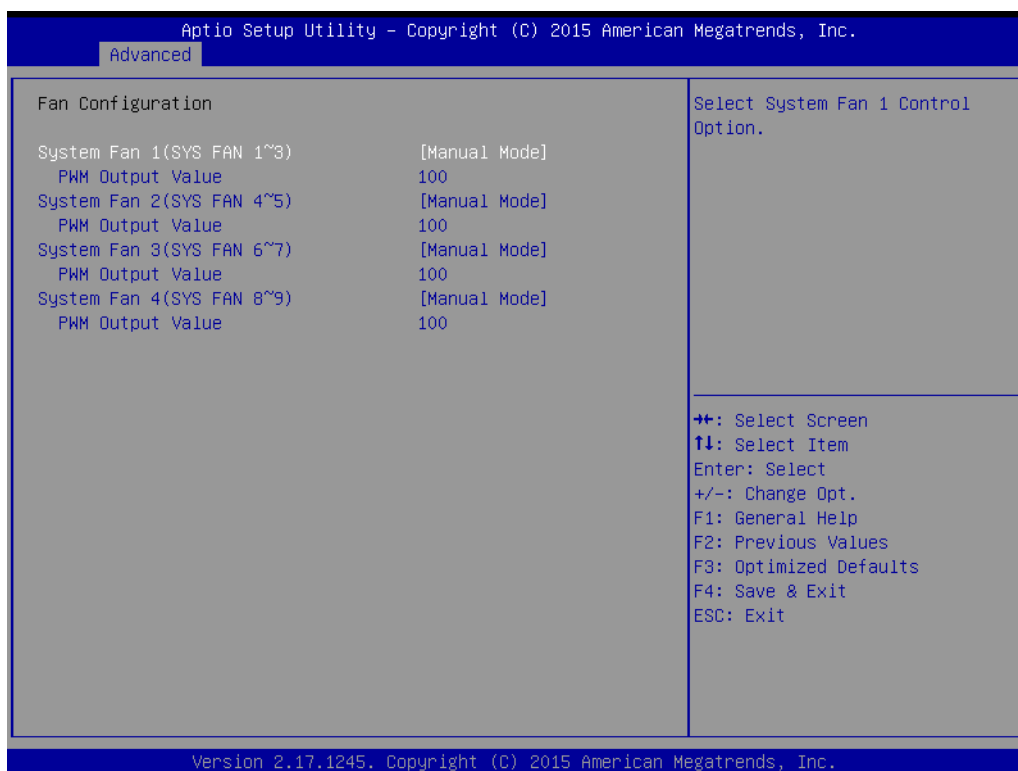 Aptio Setup Utility – Copyright (C) 2015 American Megatrends, Inc.
Advanced
Fan Configuration
System Fan 1(SYS FAN 1~3) [Manual Mode]
PWM Output Value 100
System Fan 2(SYS FAN 4~5) [Manual Mode]
PWM Output Value 100
System Fan 3(SYS FAN 6~7) [Manual Mode]
PWM Output Value 100
System Fan 4(SYS FAN 8~9) [Manual Mode]
PWM Output Value 100
Select System Fan 1 Control
Option.
→←: Select Screen
↑↓: Select Item
Enter: Select
+/-: Change Opt.
F1: General Help
F2: Previous Values
F3: Optimized Defaults
F4: Save & Exit
ESC: Exit
Version 2.17.1245. Copyright (C) 2015 American Megatrends, Inc.